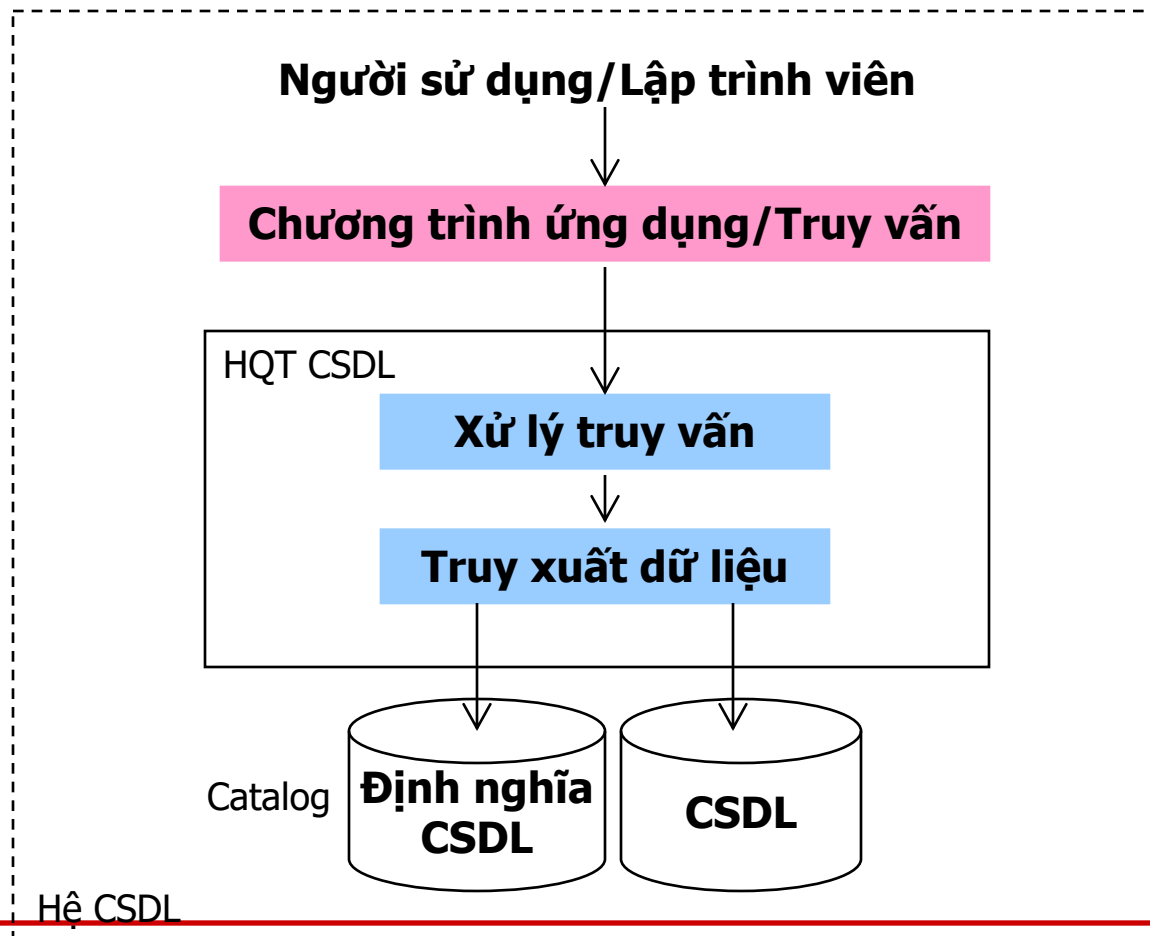 Người sử dụng/Lập trình viên
Chương trình ứng dụng/Truy vấn
HQT CSDL
Xử lý truy vấn
Truy xuất dữ liệu
Catalog
Định nghĩa
CSDL
CSDL
Hệ CSDL